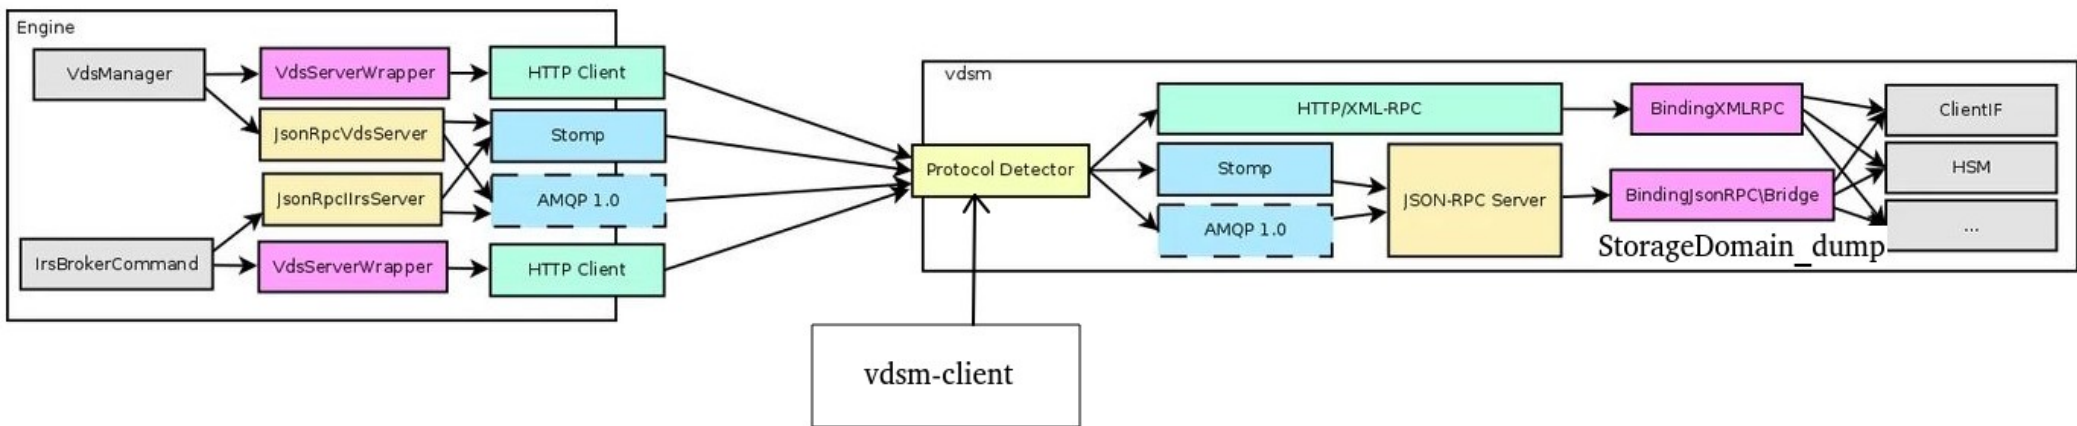 Engine
VdsManager
VdsServerWrapper
HTTP Client
JsonRpcVdsServer
Stomp
JsonRpcIIrsServer
AMQP 1.0
IrsBrokerCommand
VdsServerWrapper
HTTP Client
vdsm
Protocol Detector
HTTP/XML-RPC
BindingXMLRPC
ClientIF
Stomp
JSON-RPC Server
HSM
AMQP 1.0
BindingJsonRPC\Bridge
...
StorageDomain_dump
vdsm-client